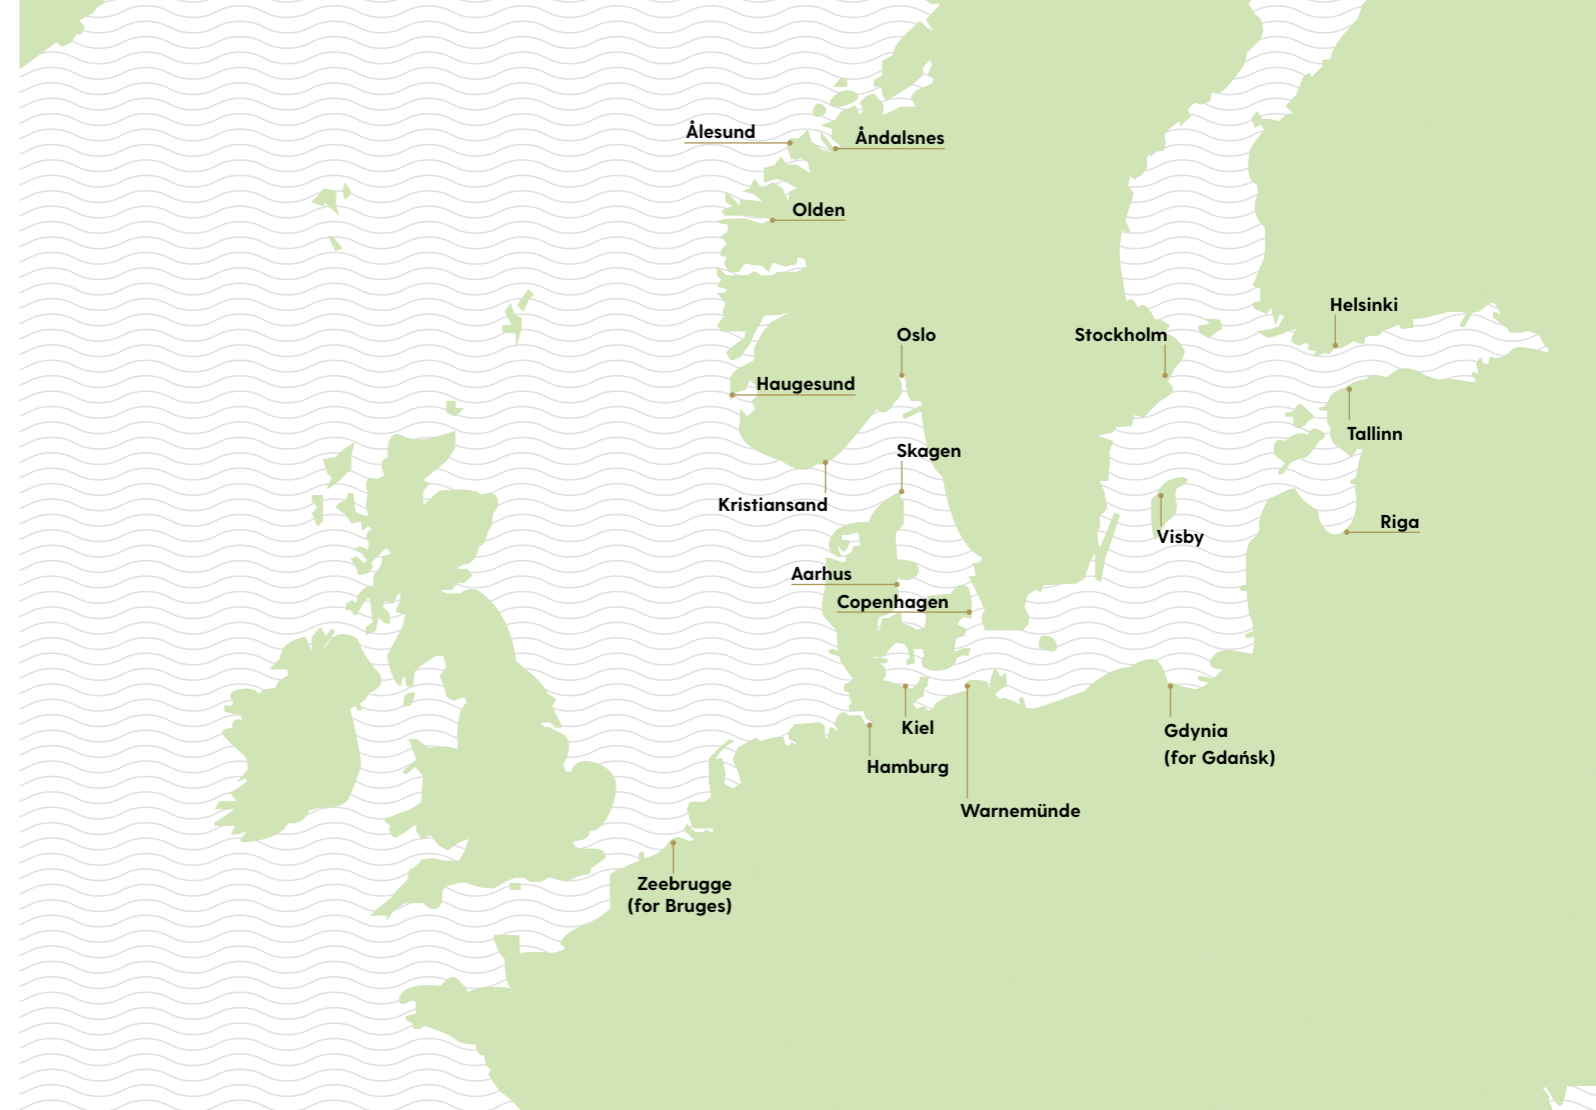 Ålesund
Åndalsnes
Olden
Helsinki
Oslo
Stockholm
Haugesund
Tallinn
Skagen
Kristiansand
Riga
Visby
Aarhus
Copenhagen
Kiel
Gdynia
(for Gdańsk)
Hamburg
Warnemünde
Zeebrugge
(for Bruges)